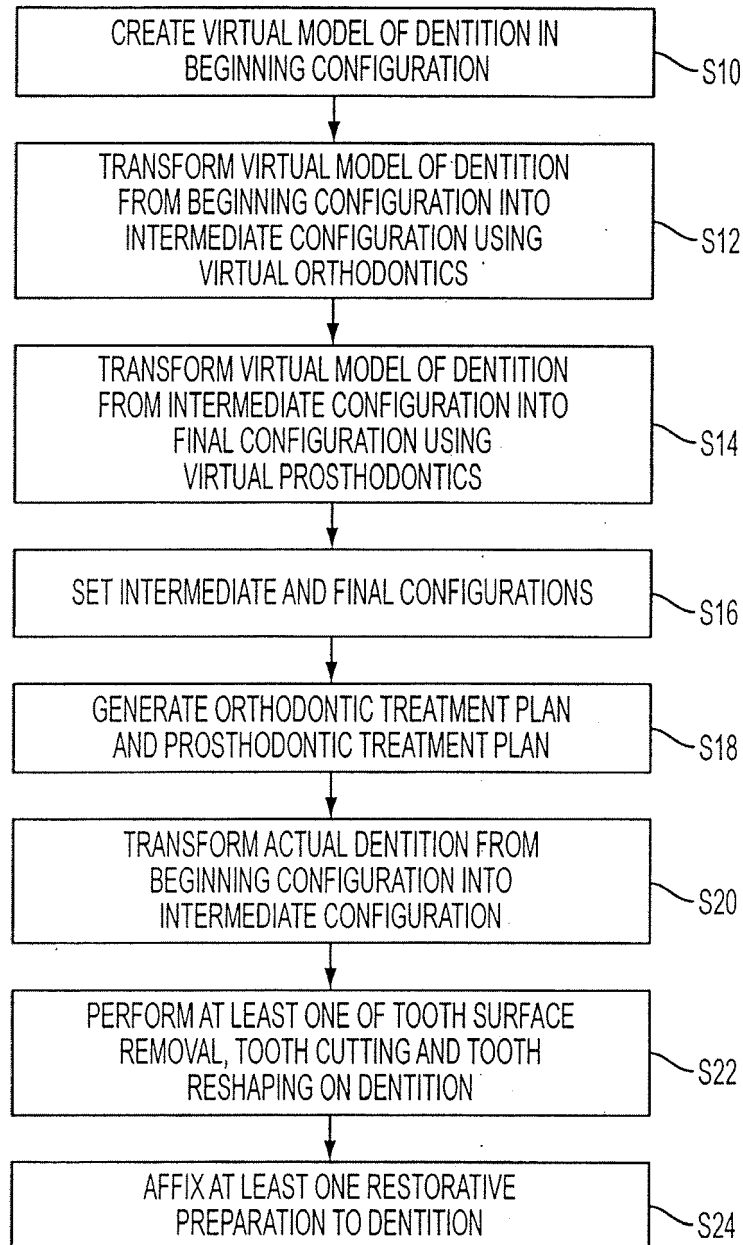 CREATE VIRTUAL MODEL OF DENTITION IN
BEGINNING CONFIGURATION
S10
TRANSFORM VIRTUAL MODEL OF DENTITION
FROM BEGINNING CONFIGURATION INTO
INTERMEDIATE CONFIGURATION USING
VIRTUAL ORTHODONTICS
S12
TRANSFORM VIRTUAL MODEL OF DENTITION
FROM INTERMEDIATE CONFIGURATION INTO
FINAL CONFIGURATION USING
VIRTUAL PROSTHODONTICS
S14
SET INTERMEDIATE AND FINAL CONFIGURATIONS
S16
GENERATE ORTHODONTIC TREATMENT PLAN
AND PROSTHODONTIC TREATMENT PLAN
S18
TRANSFORM ACTUAL DENTITION FROM
BEGINNING CONFIGURATION INTO
INTERMEDIATE CONFIGURATION
S20
PERFORM AT LEAST ONE OF TOOTH SURFACE
REMOVAL, TOOTH CUTTING AND TOOTH
RESHAPING ON DENTITION
S22
AFFIX AT LEAST ONE RESTORATIVE
PREPARATION TO DENTITION
S24